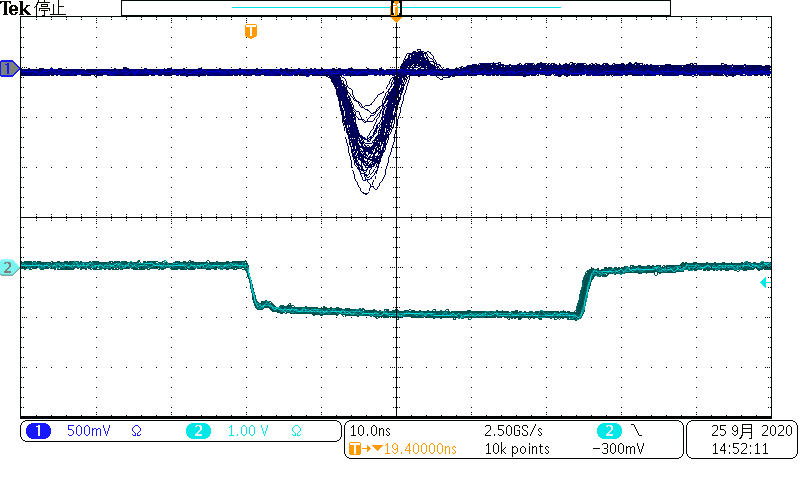 Tek 停止
T
1
2
1 500mV Ω 2 1.00 V Ω
10.0ns 2.50GS/s 2 ∖
T→▼19.40000ns 10k points −300mV
25 9月 2020
14:52:11